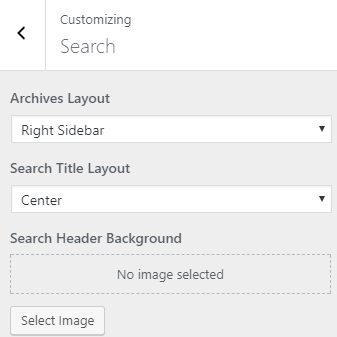 Customizing
Search
Archives Layout
Right Sidebar
Search Title Layout
Center
Search Header Background
No image selected
Select Image